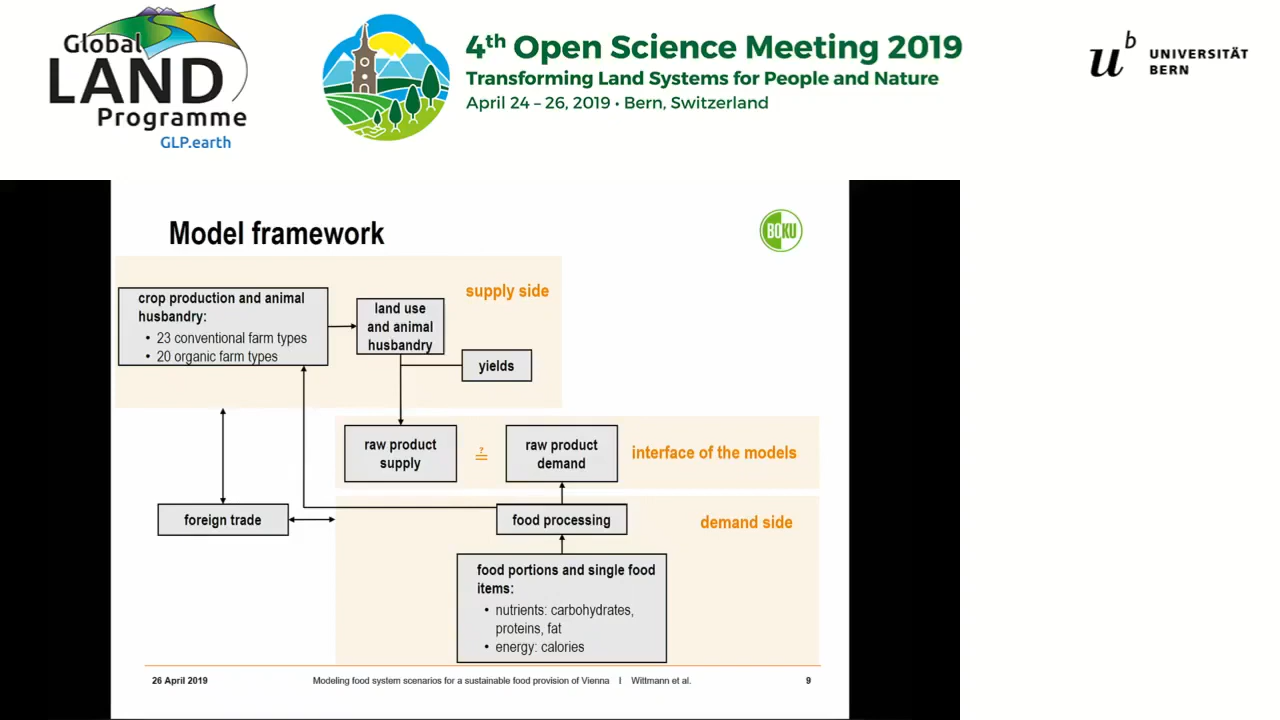 Global
LAND
Programme
GLP.earth
4th Open Science Meeting 2019
Transforming Land Systems for People and Nature
April 24 – 26, 2019 • Bern, Switzerland
u b
UNIVERSITÄT
BERN
Model framework
BOKU
supply side
crop production and animal
husbandry:
• 23 conventional farm types
• 20 organic farm types
land use
and animal
husbandry
yields
raw product
supply
?
=
raw product
demand
interface of the models
foreign trade
food processing
demand side
food portions and single food
items:
• nutrients: carbohydrates,
proteins, fat
• energy: calories
26 April 2019
Modeling food system scenarios for a sustainable food provision of Vienna I Wittmann et al.
9